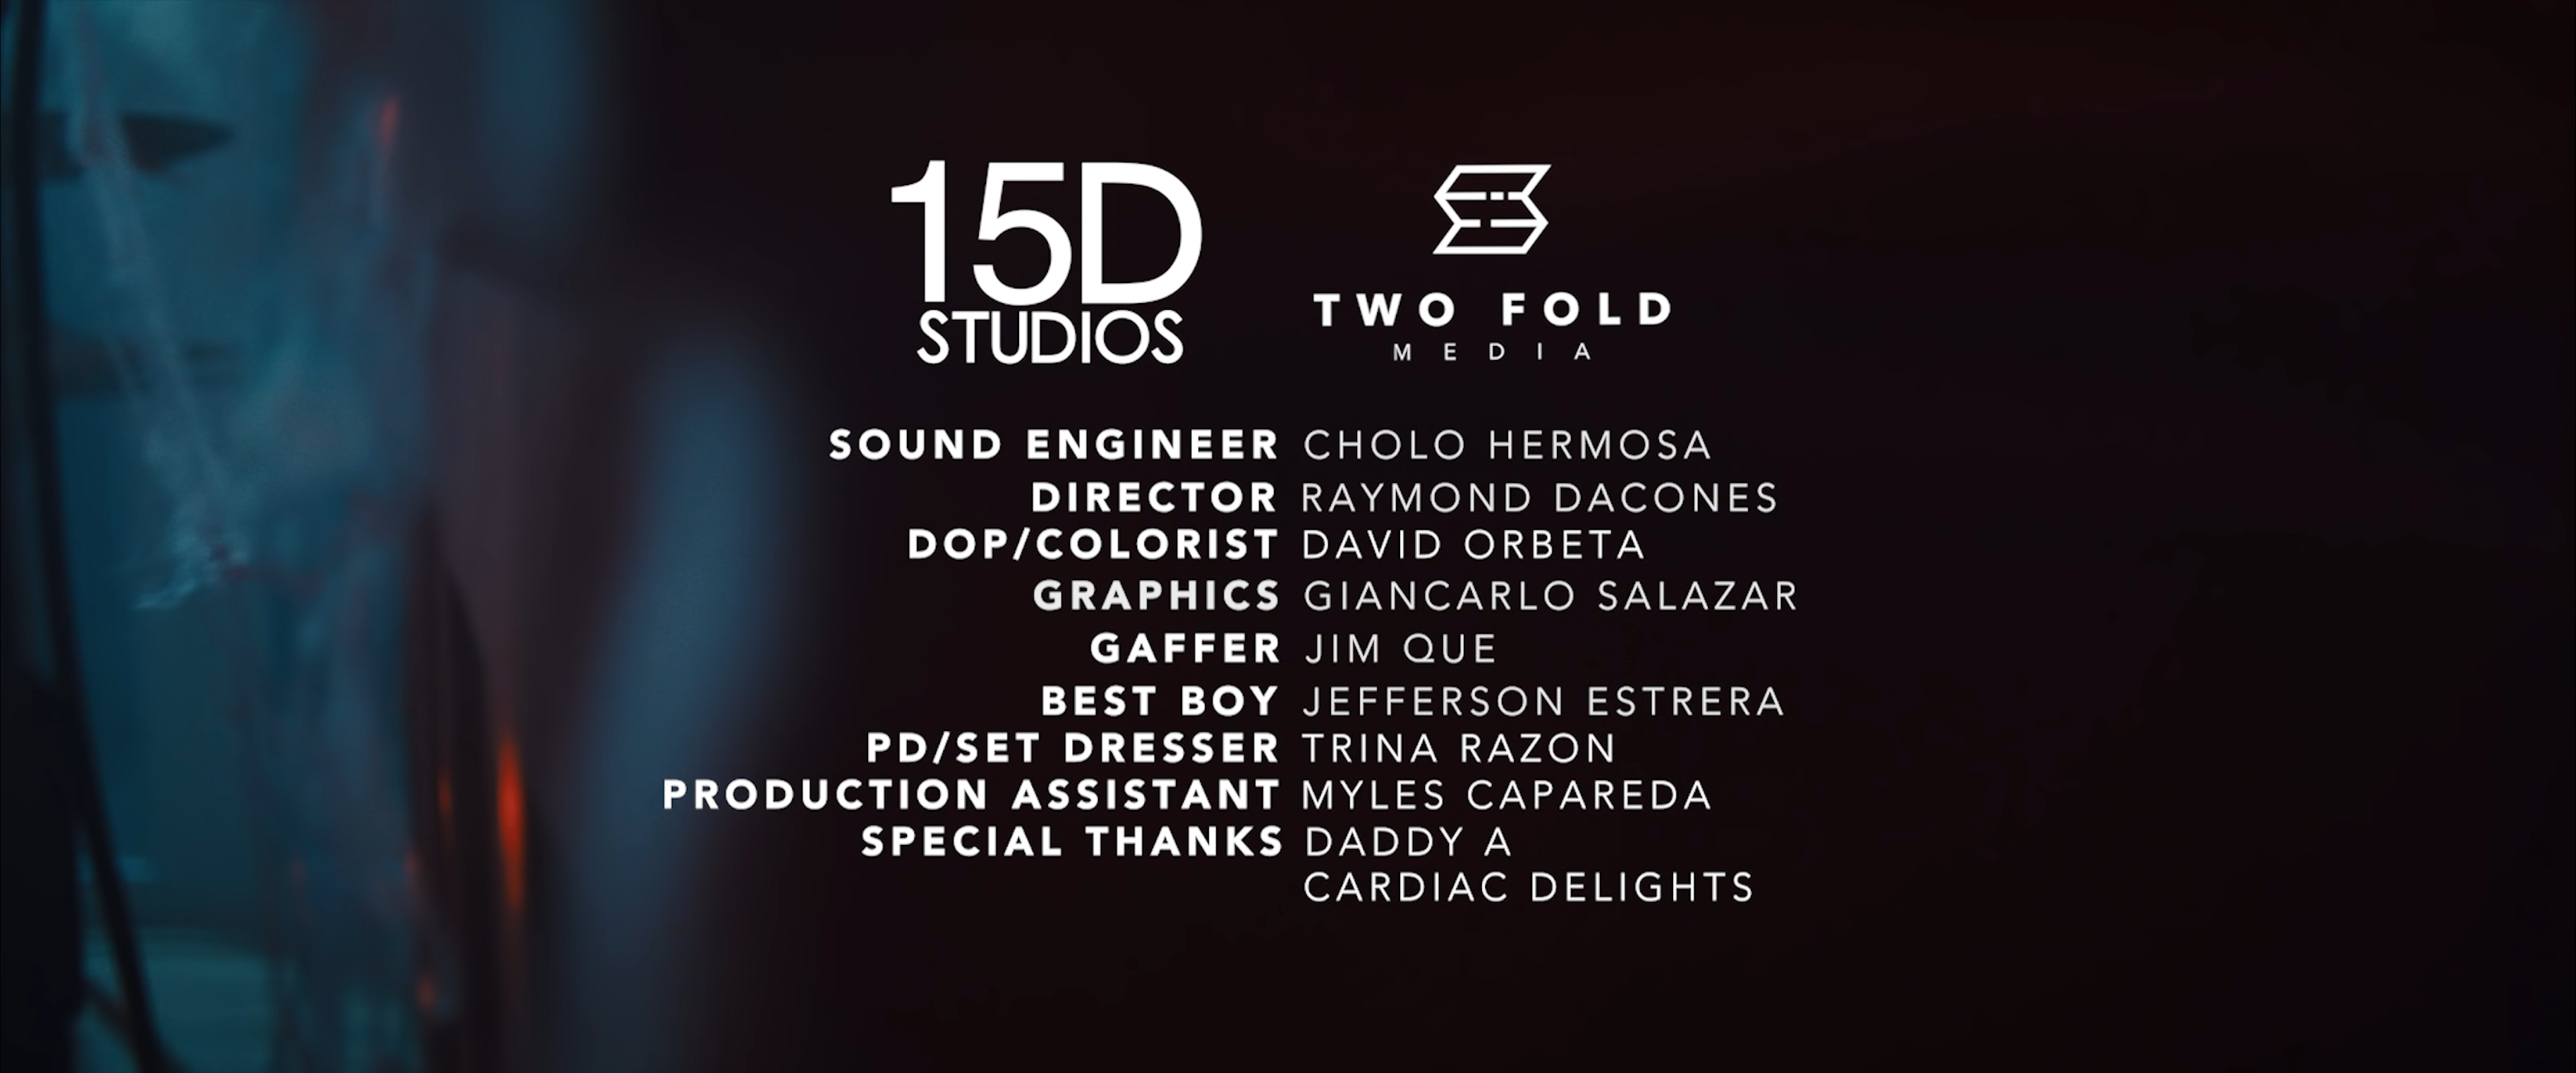 15D
STUDIOS
TWO FOLD
MEDIA
SOUND ENGINEER CHOLO HERMOSA
DIRECTOR RAYMOND DACONES
DOP/COLORIST DAVID ORBETA
GRAPHICS GIANCARLO SALAZAR
GAFFER JIM QUE
BEST BOY JEFFERSON ESTRERA
PD/SET DRESSER TRINA RAZON
PRODUCTION ASSISTANT MYLES CAPAREDA
SPECIAL THANKS DADDY A
CARDIAC DELIGHTS